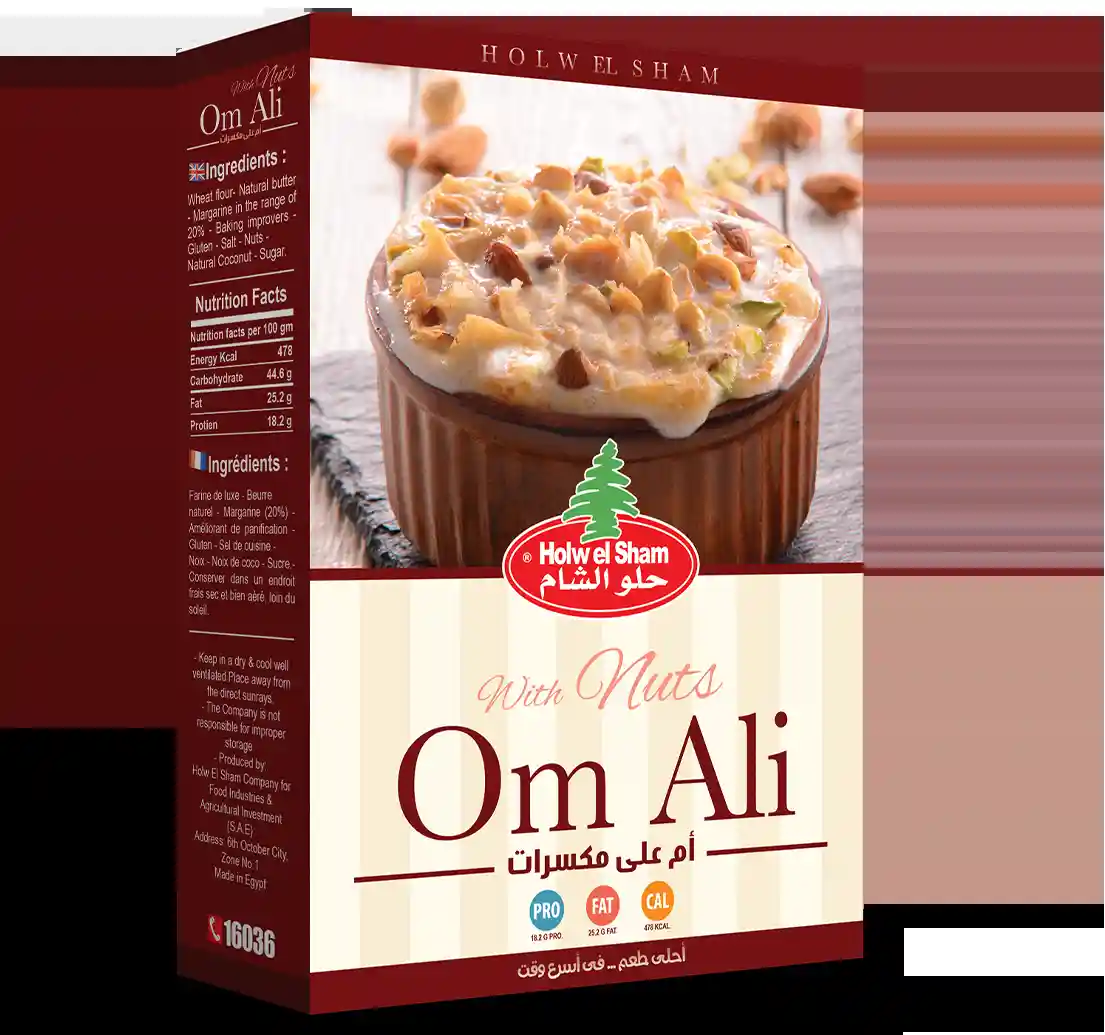 With Nuts
Om Ali
أم على مكسرات
Ingredients :
Wheat flour- Natural butter
- Margarine in the range of
20% - Baking improvers -
Gluten - Salt - Nuts -
Natural Coconut - Sugar.
Nutrition Facts
Nutrition facts per 100 gm
Energy Kcal 478
Carbohydrate 44.6 g
Fat 25.2 g
Protien 18.2 g
Ingrédients :
Farine de luxe - Beurre
naturel - Margarine (20%) -
Améliorant de panification -
Gluten - Sel de cuisine -
Noix - Noix de coco - Sucre.-
Conserver dans un endroit
frais sec et bien aéré, loin du
soleil.
- Keep in a dry & cool well
ventilated Place away from
the direct sunrays.
- The Company is not
responsible for improper
storage
- Produced by
Holw El Sham Company for
Food Industries &
Agricultural Investment
(S.A.E)
Address: 6th October City,
Zone No.1
Made in Egypt
16036
HOLW EL SHAM
® Holw el Sham
حلو الشام
With Nuts
Om Ali
أم على مكسرات
PRO FAT CAL
18.2 G PRO. 25.2 G FAT. 478 KCAL.
أحلى طعم ... فى أسرع وقت